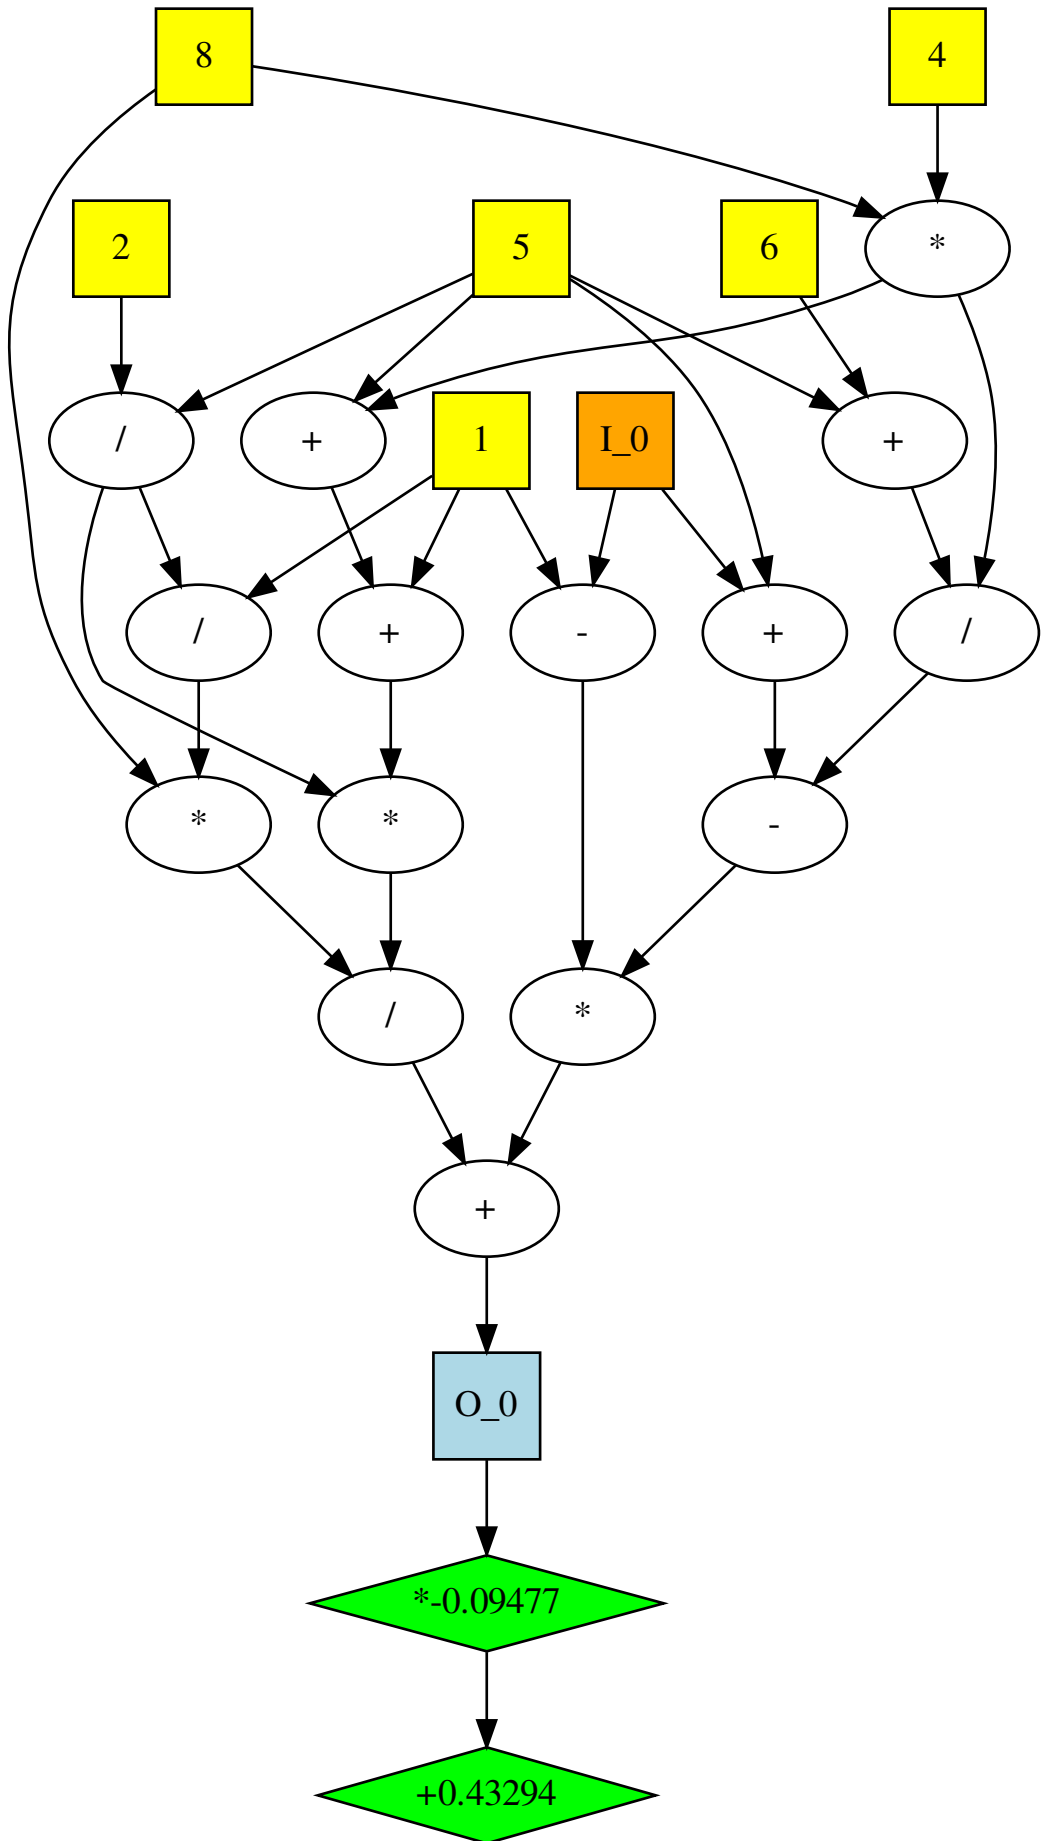 8 4
2 5 6 *
/ + 1 I_0 +
/ + - + /
* * -
/ *
+
O_0
*-0.09477
+0.43294